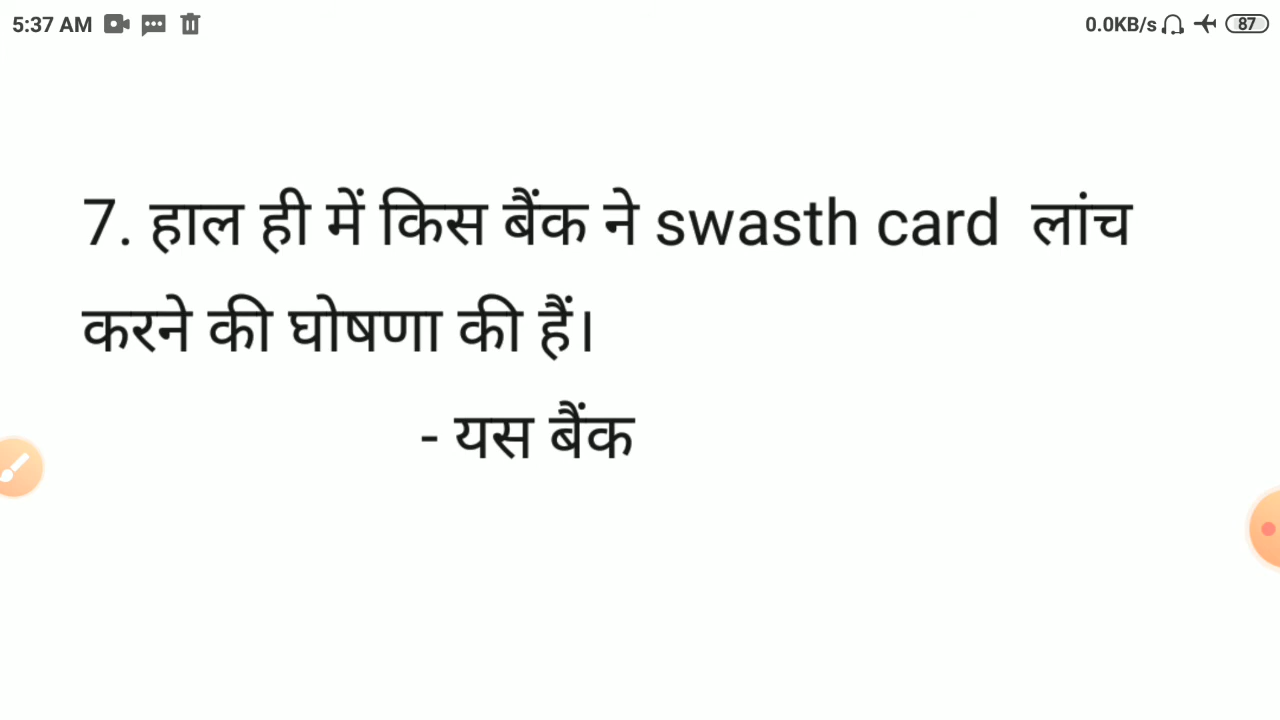 5:37 AM 0.0KB/s 87
7. हाल ही में किस बैंक ने swasth card लांच
करने की घोषणा की हैं।
- यस बैंक